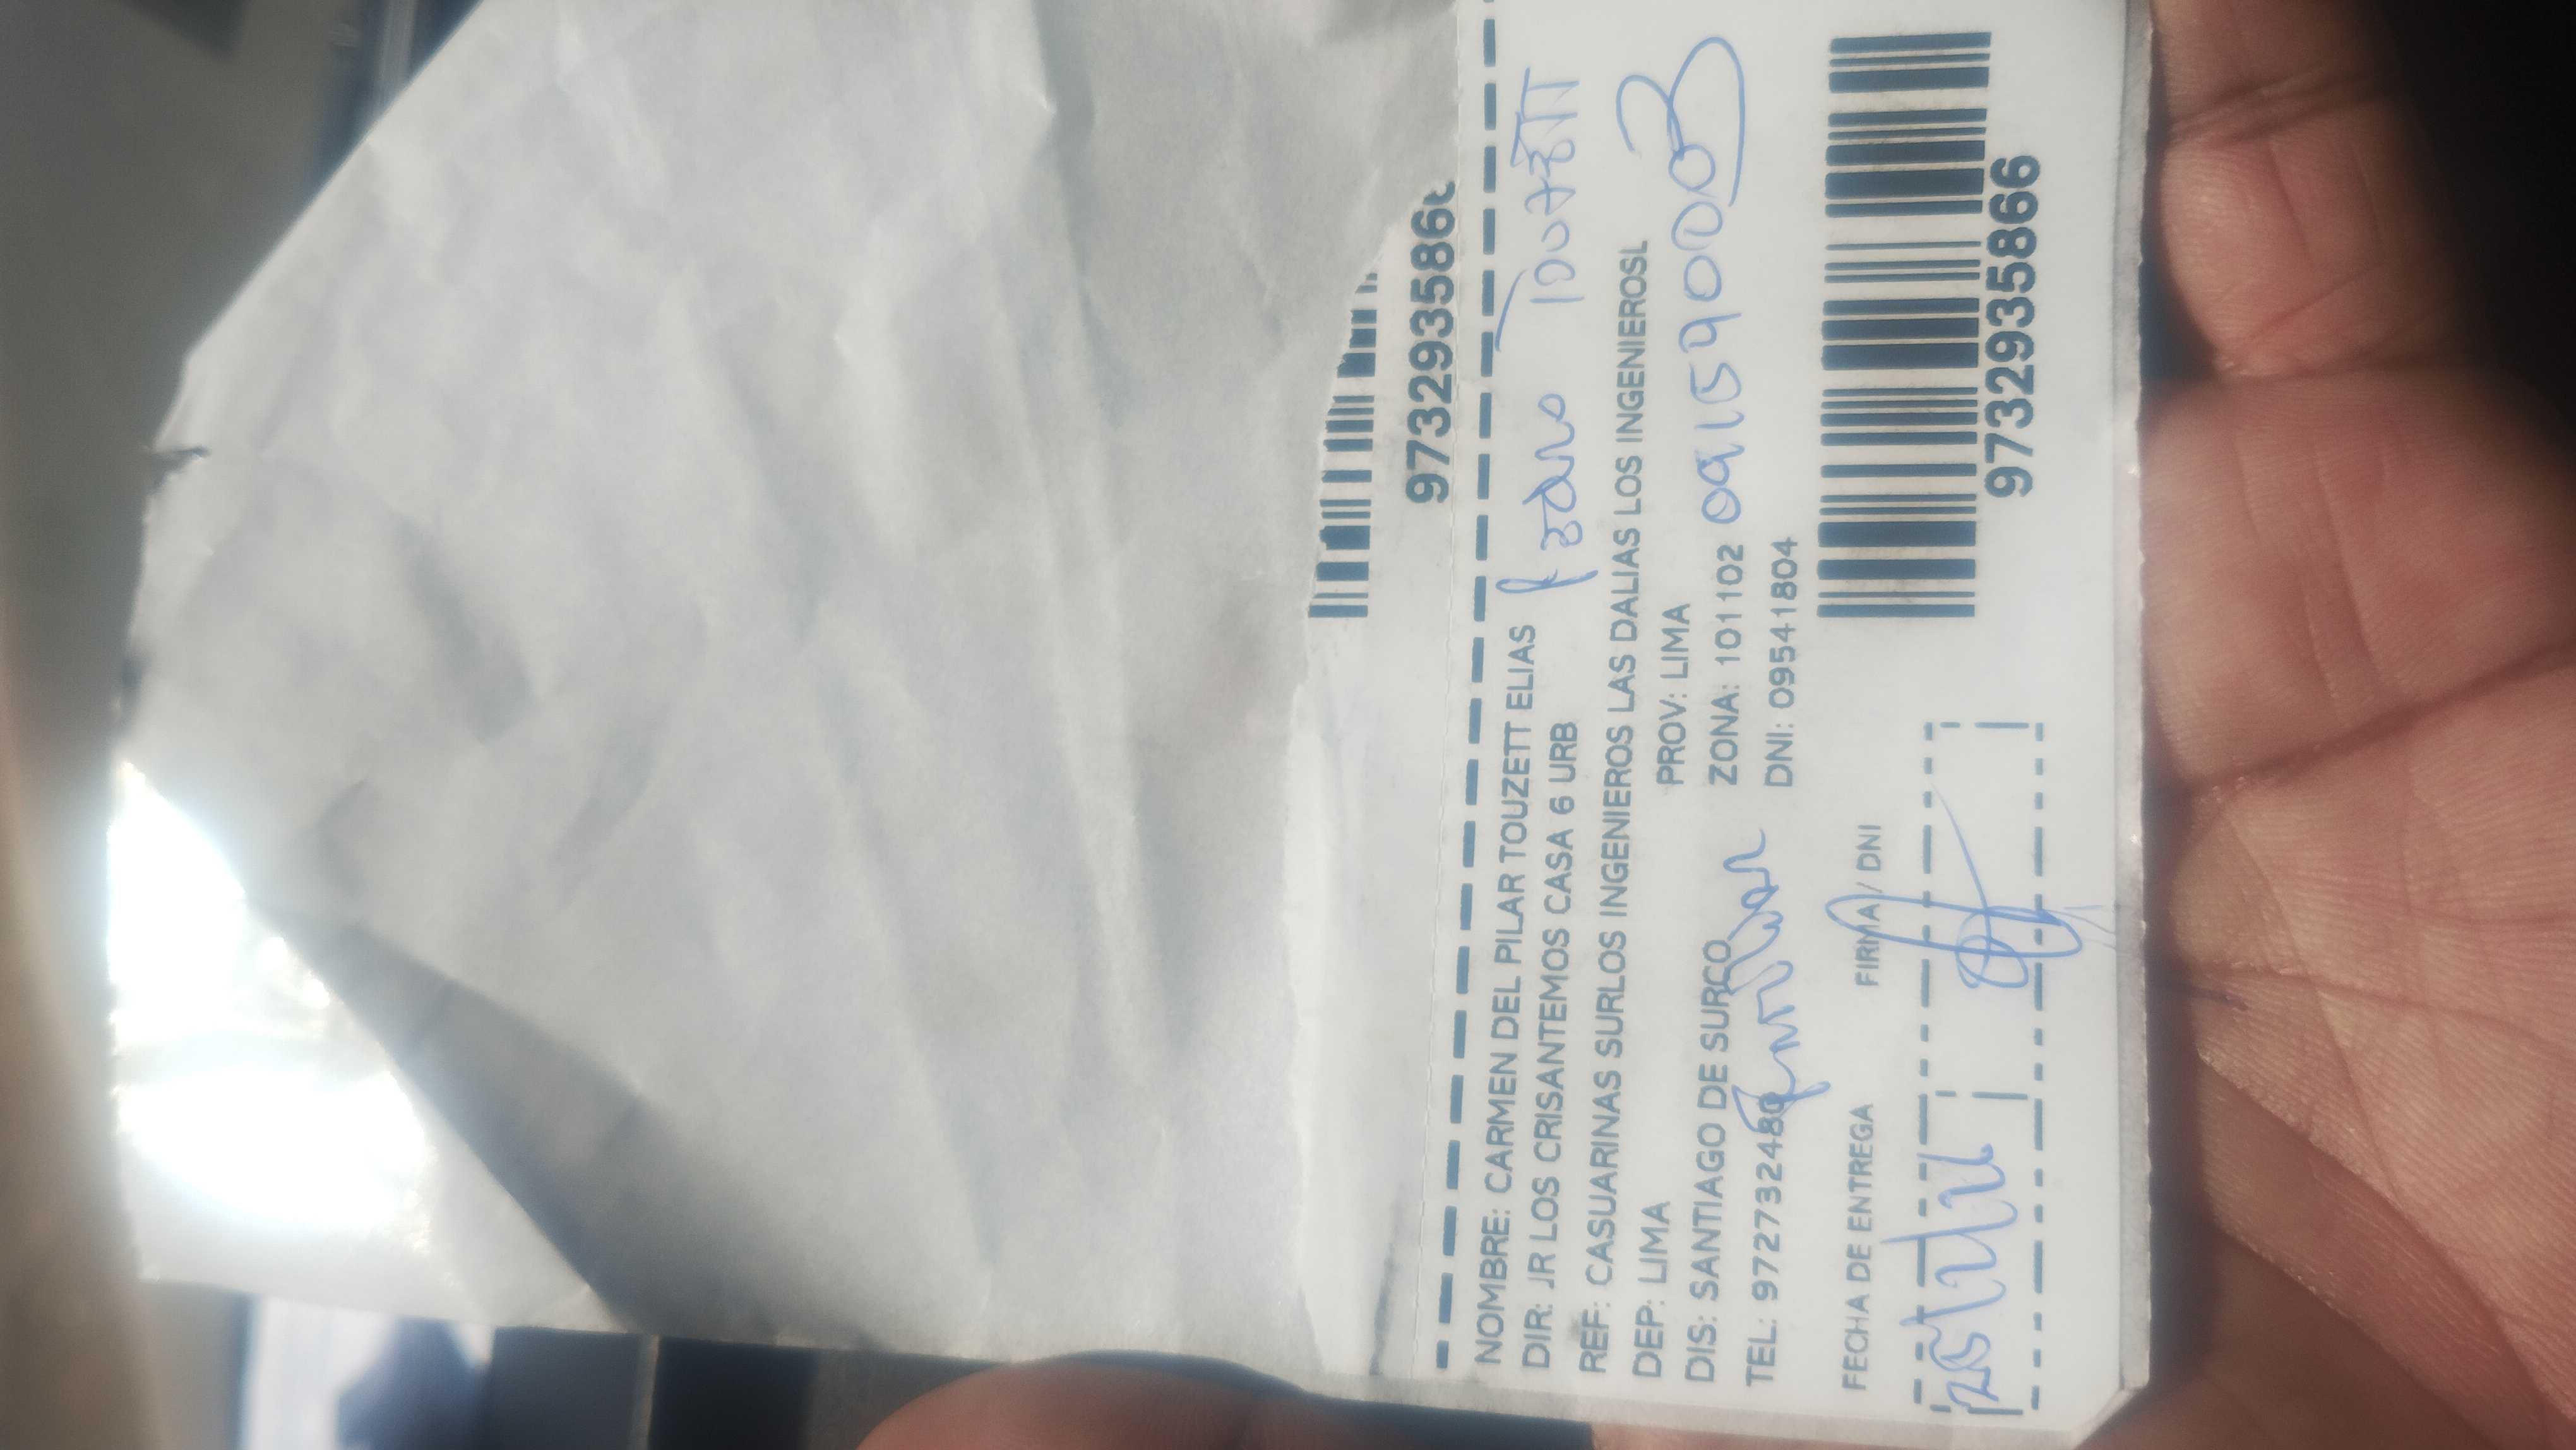 9732935866
NOMBRE: CARMEN DEL PILAR TOUZETT ELIAS
DIR: JR LOS CRISANTEMOS CASA 6 URB
REF: CASUARINAS SURLOS INGENIEROS LAS DALIAS LOS INGENIEROSL
DEP: LIMA PROV: LIMA
DIS: SANTIAGO DE SURCO ZONA: 101102
TEL: 972732480 DNI: 09541804
FECHA DE ENTREGA FIRMA / DNI
9732935866